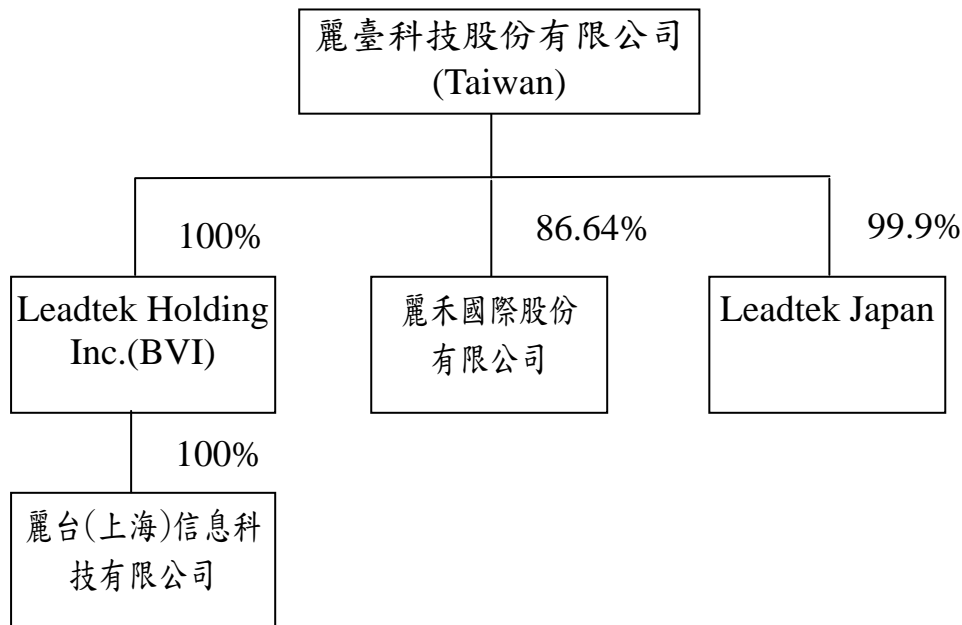 麗臺科技股份有限公司
(Taiwan)
100%
86.64%
99.9%
Leadtek Holding
Inc.(BVI)
麗禾國際股份
有限公司
Leadtek Japan
100%
麗台(上海)信息科
技有限公司